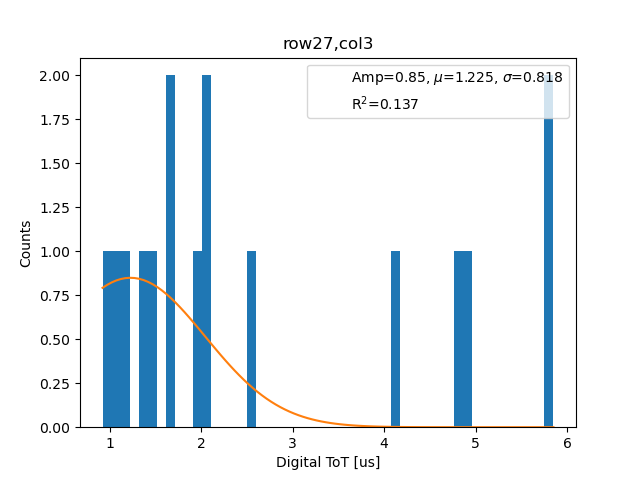 row27,col3
Amp=0.85, μ=1.225, σ=0.818
R²=0.137
Counts
2.00
1.75
1.50
1.25
1.00
0.75
0.50
0.25
0.00
1 2 3 4 5 6
Digital ToT [us]